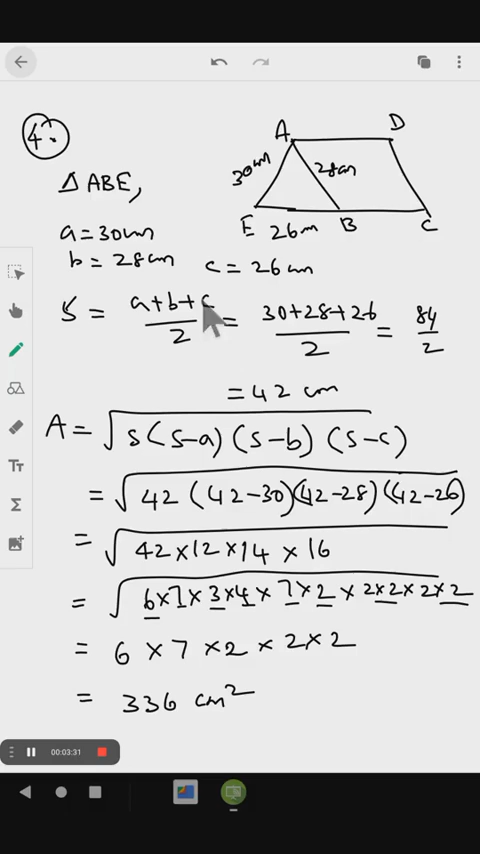 4.
A D
Δ ABE,
30cm 28cm
E 26m B C
a = 30cm
b = 28cm c = 26cm
S = a+b+c/2 = 30+28+26/2 = 84/2
= 42 cm
A = √s(s-a)(s-b)(s-c)
= √42(42-30)(42-28)(42-26)
= √42×12×14×16
= √6×7×3×4×7×2×2×2×2×2
= 6×7×2×2×2
= 336 cm²
Tт
Σ
00:03:31